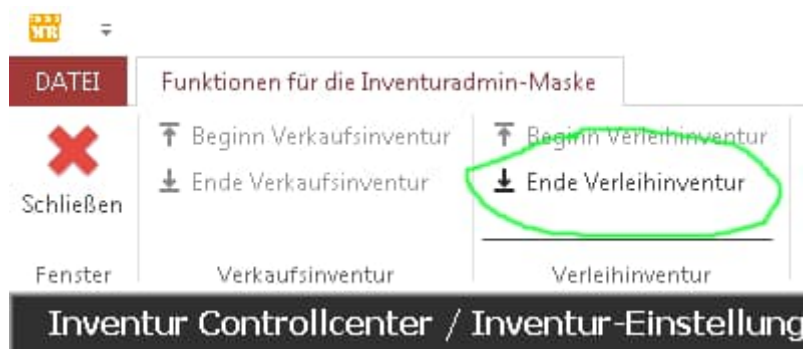 DATEI Funktionen für die Inventuradmin-Maske
Beginn Verkaufsinventur Beginn Verleihinventur
Ende Verkaufsinventur Ende Verleihinventur
Schließen
Fenster Verkaufsinventur Verleihinventur
Inventur Controllcenter / Inventur-Einstellung